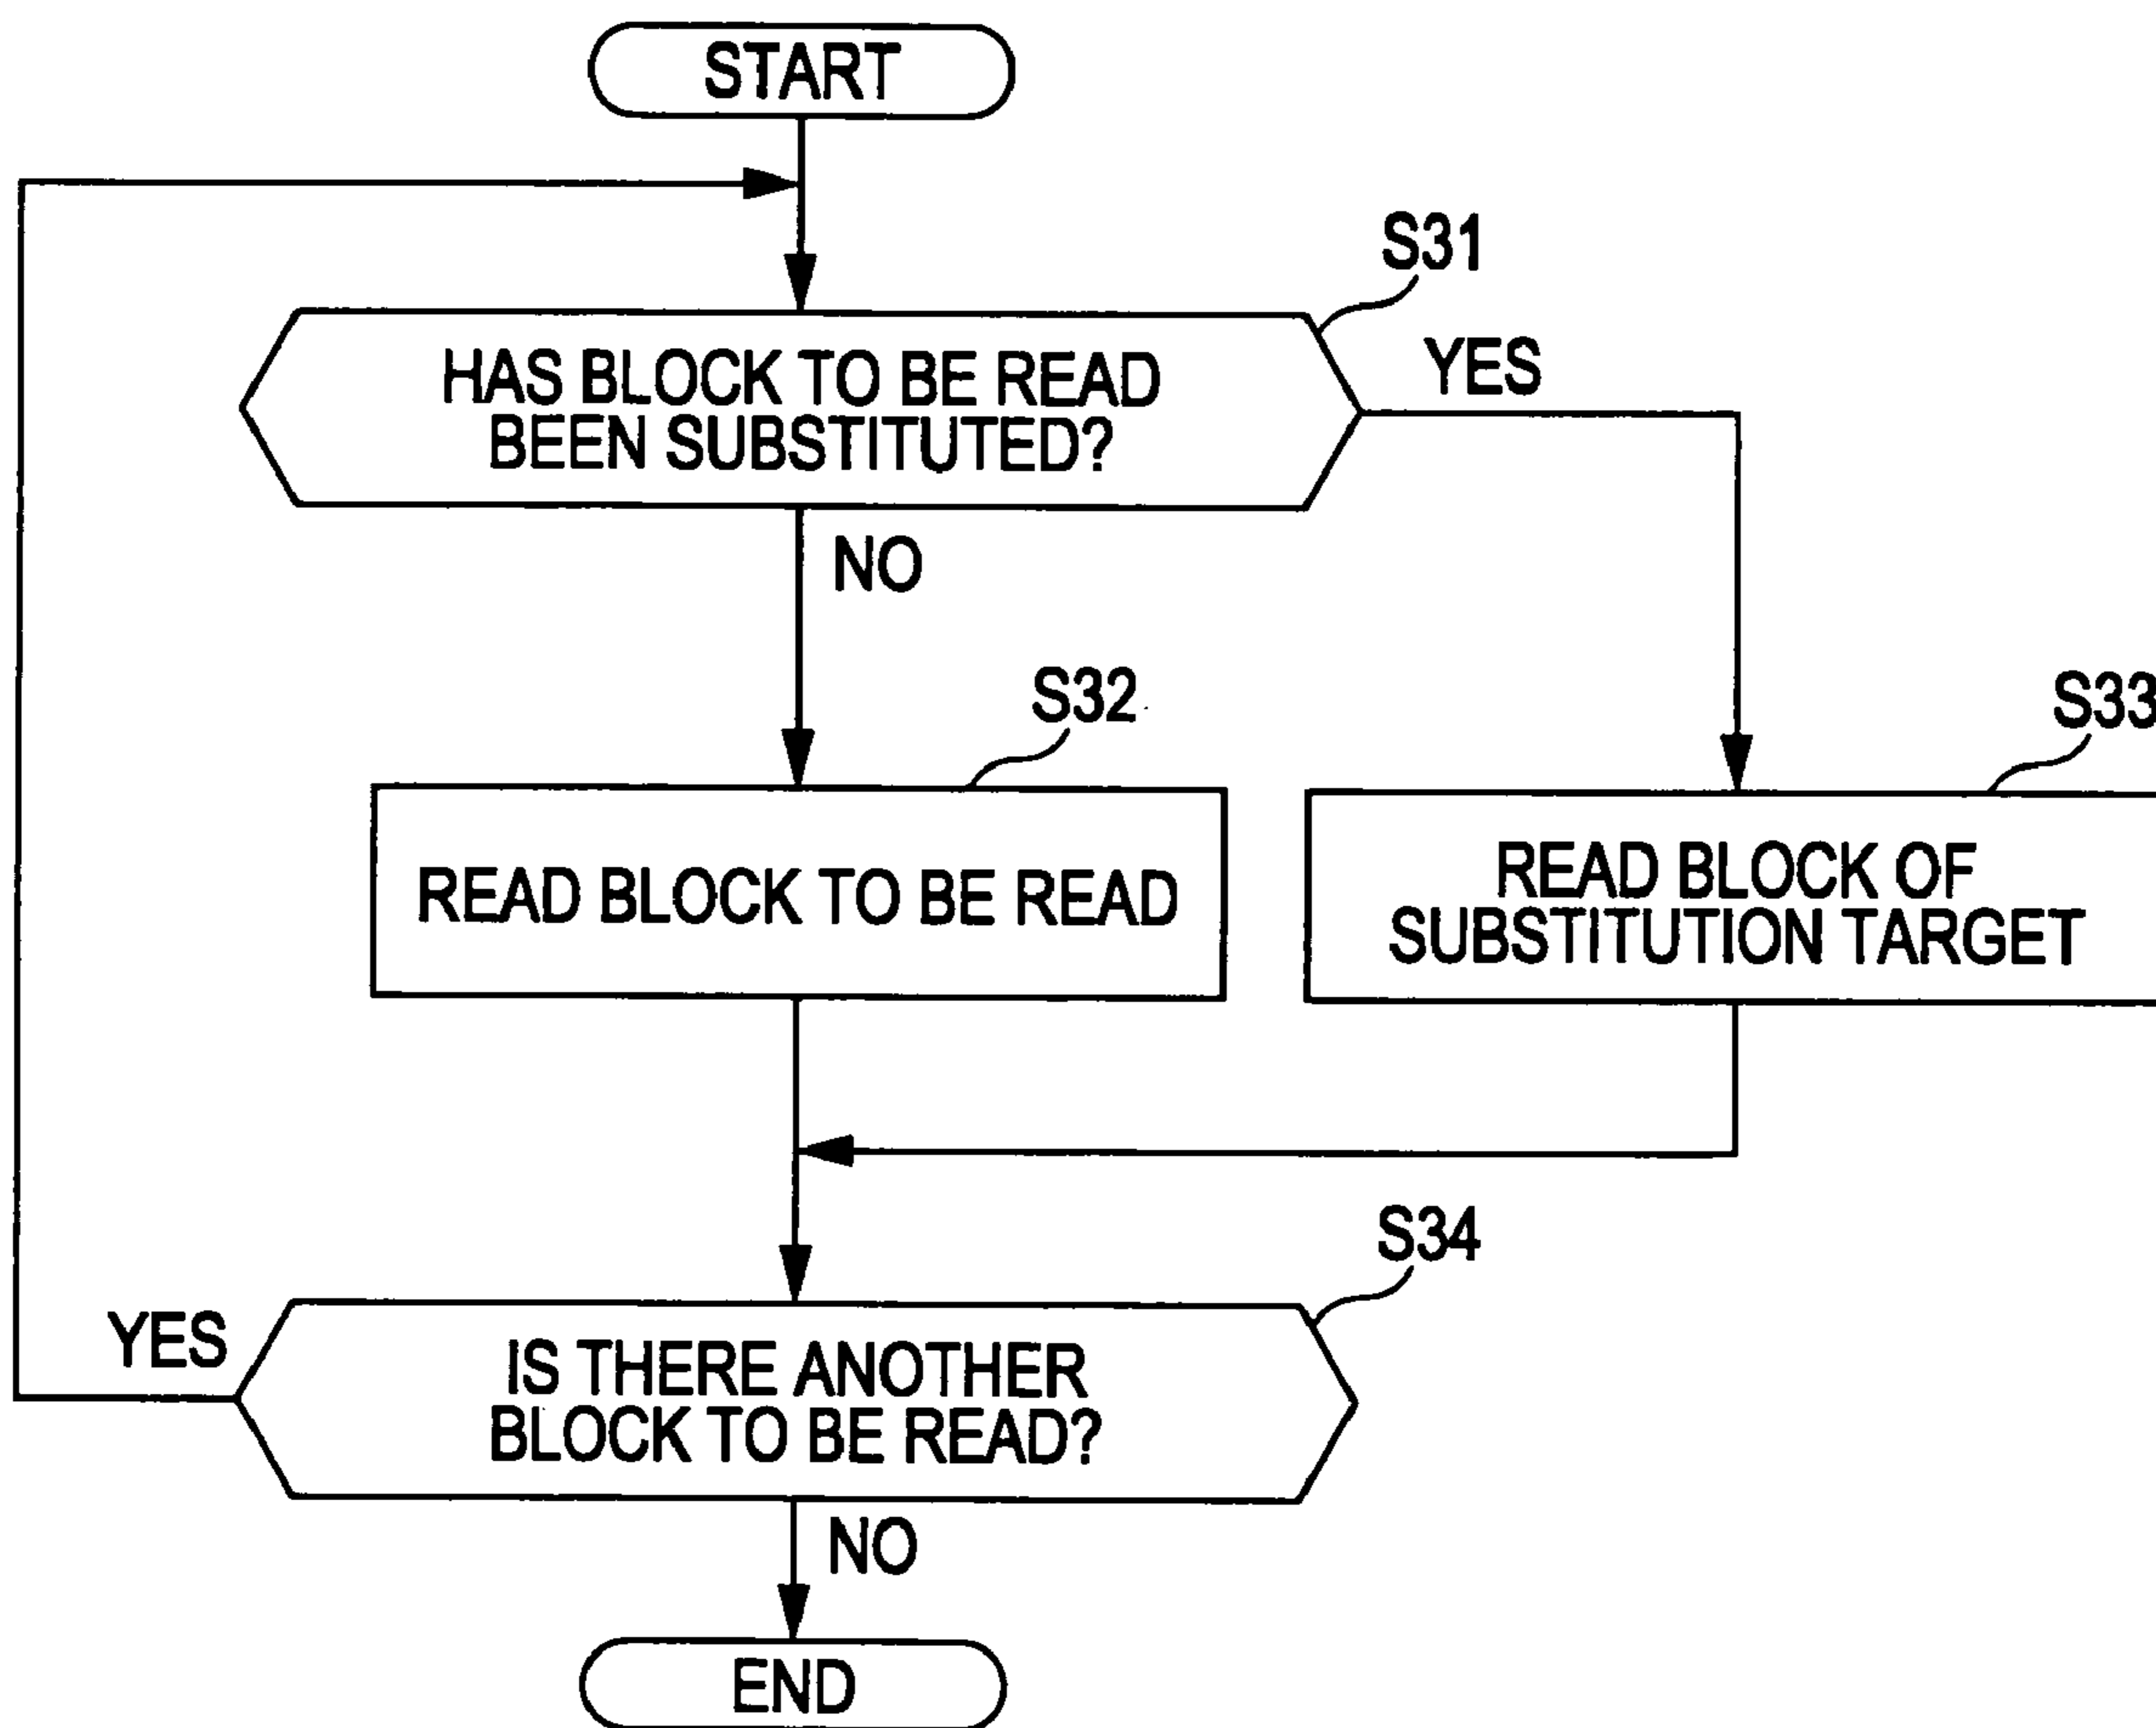 START
S31
HAS BLOCK TO BE READ
BEEN SUBSTITUTED?
YES
NO
S32
S33
READ BLOCK TO BE READ
READ BLOCK OF
SUBSTITUTION TARGET
S34
YES
IS THERE ANOTHER
BLOCK TO BE READ?
NO
END